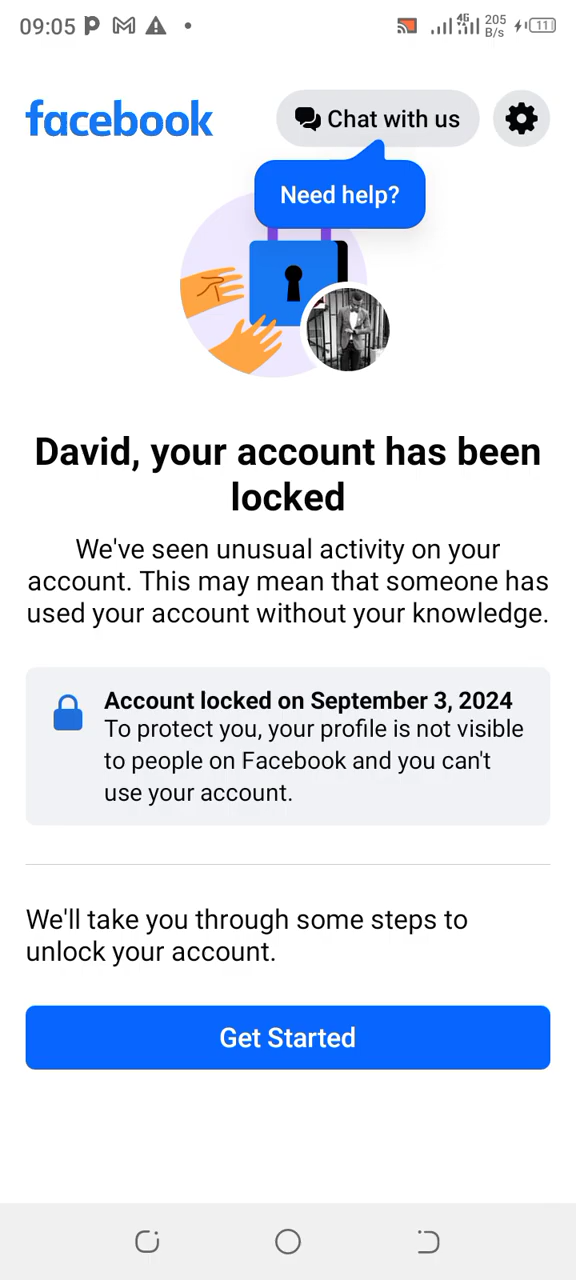 09:05
4G 205 B/s 11
facebook
Chat with us
Need help?
David, your account has been
locked
We've seen unusual activity on your
account. This may mean that someone has
used your account without your knowledge.
Account locked on September 3, 2024
To protect you, your profile is not visible
to people on Facebook and you can't
use your account.
We'll take you through some steps to
unlock your account.
Get Started